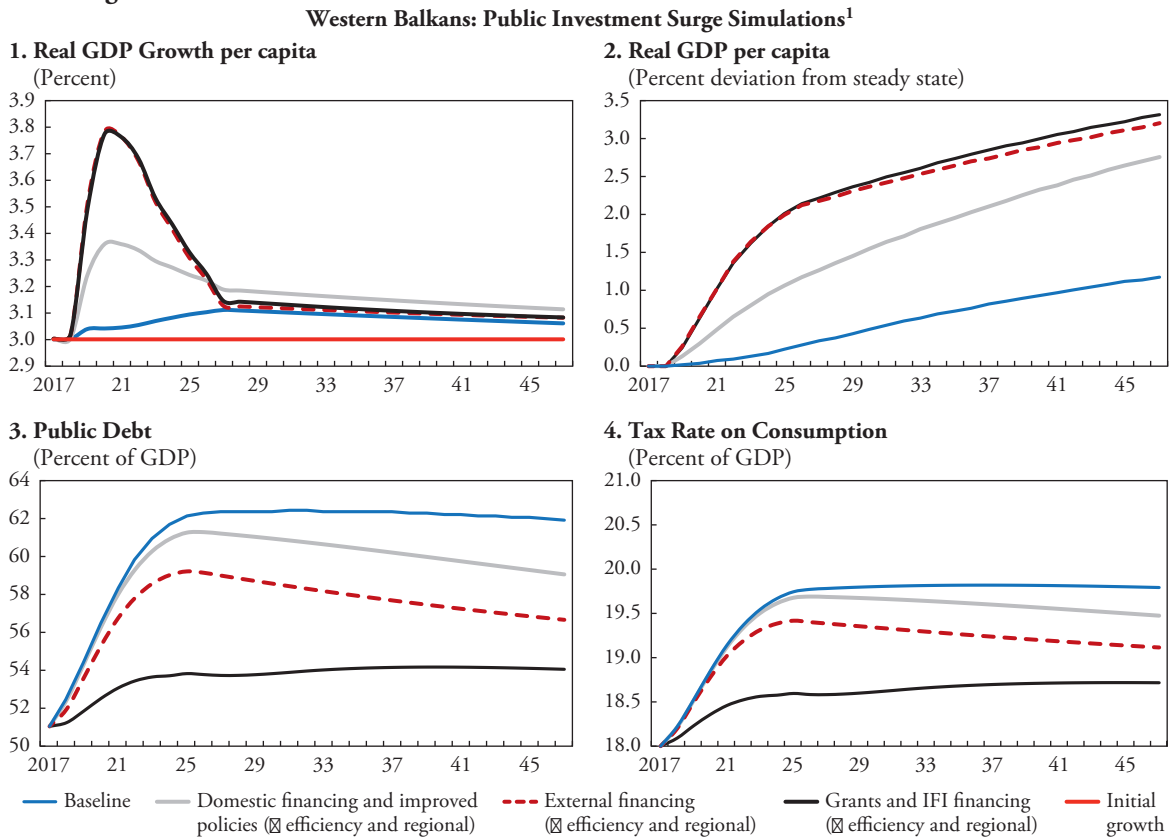 Western Balkans: Public Investment Surge Simulations¹
1. Real GDP Growth per capita
(Percent)
3.9
3.8
3.7
3.6
3.5
3.4
3.3
3.2
3.1
3.0
2.9
2017 21 25 29 33 37 41 45
2. Real GDP per capita
(Percent deviation from steady state)
3.5
3.0
2.5
2.0
1.5
1.0
0.5
0.0
2017 21 25 29 33 37 41 45
3. Public Debt
(Percent of GDP)
64
62
60
58
56
54
52
50
2017 21 25 29 33 37 41 45
4. Tax Rate on Consumption
(Percent of GDP)
21.0
20.5
20.0
19.5
19.0
18.5
18.0
2017 21 25 29 33 37 41 45
Baseline
Domestic financing and improved
policies (☒ efficiency and regional)
External financing
(☒ efficiency and regional)
Grants and IFI financing
(☒ efficiency and regional)
Initial
growth